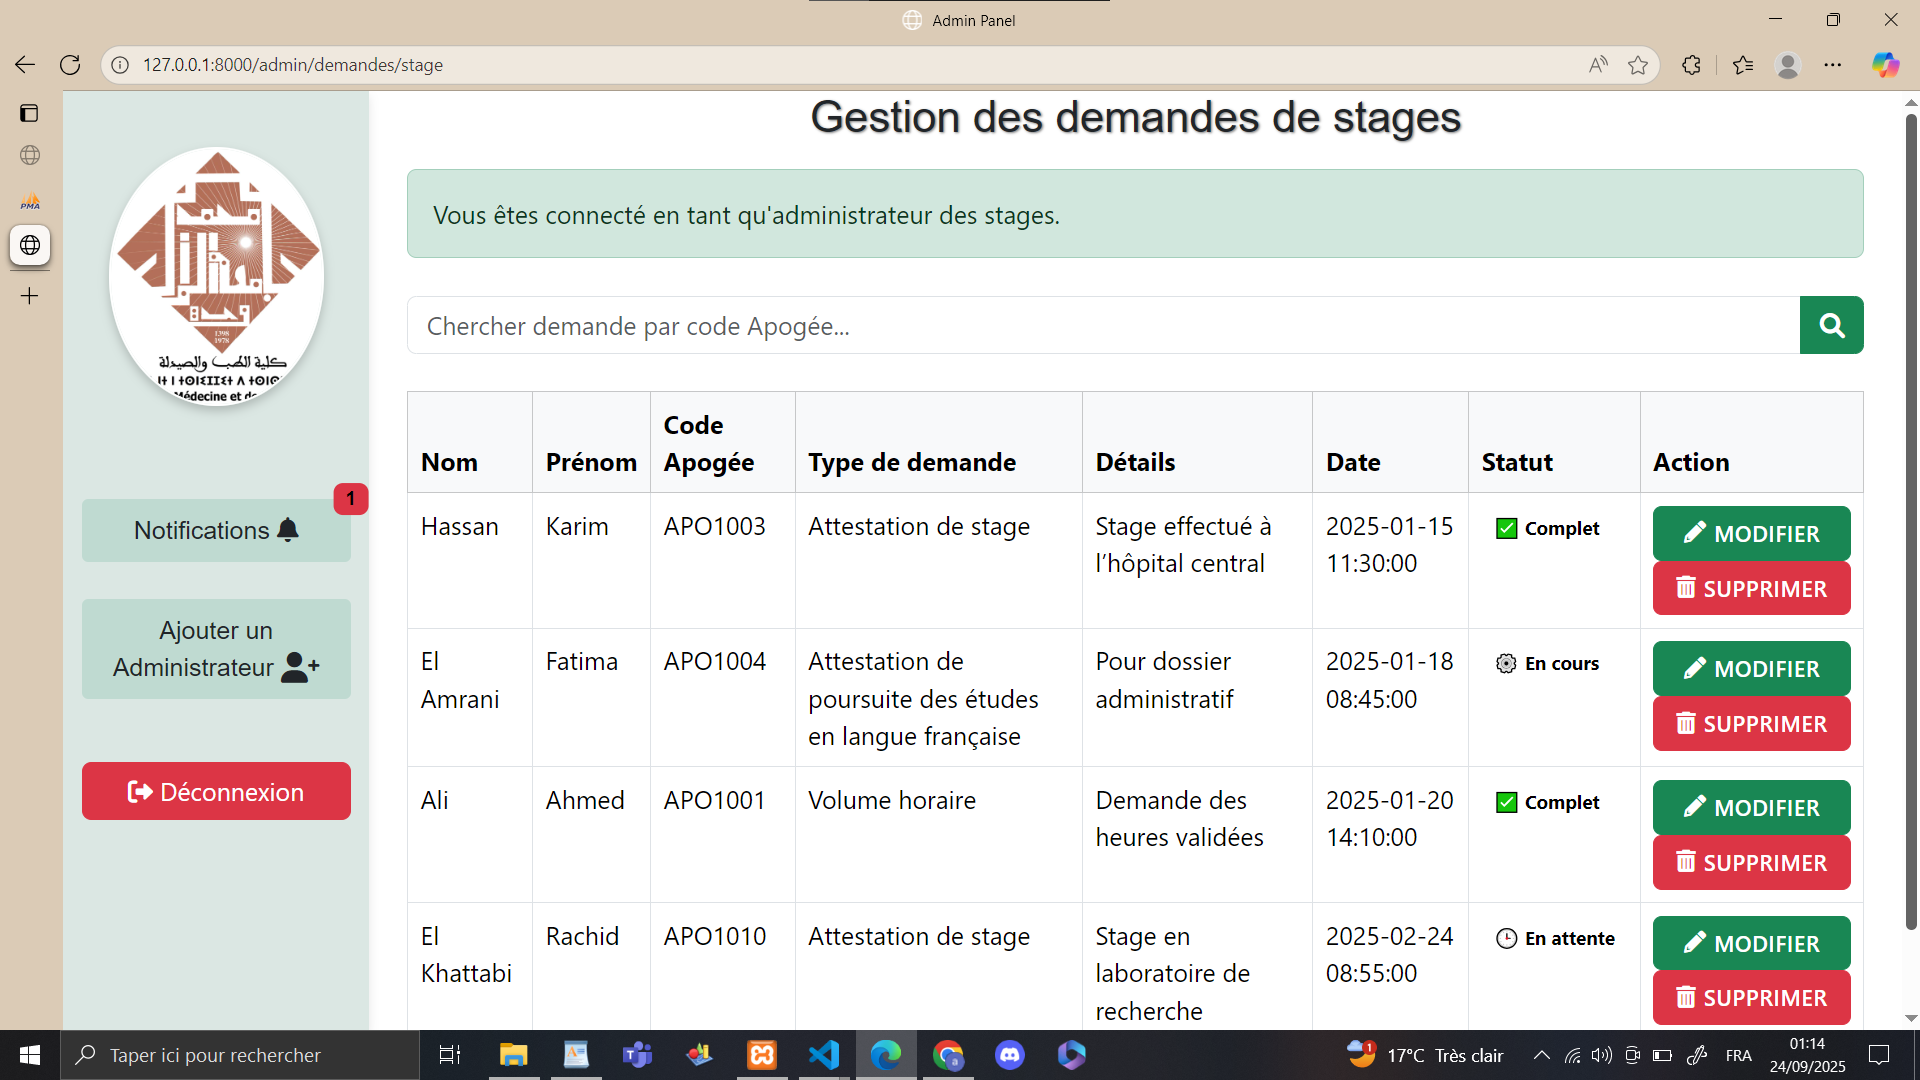 Admin Panel
127.0.0.1:8000/admin/demandes/stage
PMA
1398
1978
كلية الطب والصيدلة
Médecine et de
Notifications
1
Ajouter un
Administrateur
Déconnexion
Gestion des demandes de stages
Vous êtes connecté en tant qu'administrateur des stages.
Chercher demande par code Apogée...
Nom Prénom Code Apogée Type de demande Détails Date Statut Action
Hassan Karim APO1003 Attestation de stage Stage effectué à 2025-01-15 ✅ Complet MODIFIER
l’hôpital central 11:30:00 SUPPRIMER
El Fatima APO1004 Attestation de Pour dossier 2025-01-18 En cours MODIFIER
Amrani poursuite des études administratif 08:45:00 SUPPRIMER
en langue française
Ali Ahmed APO1001 Volume horaire Demande des 2025-01-20 ✅ Complet MODIFIER
heures validées 14:10:00 SUPPRIMER
El Rachid APO1010 Attestation de stage Stage en 2025-02-24 En attente MODIFIER
Khattabi laboratoire de 08:55:00 SUPPRIMER
recherche
Taper ici pour rechercher
1
17°C Très clair
FRA
01:14
24/09/2025